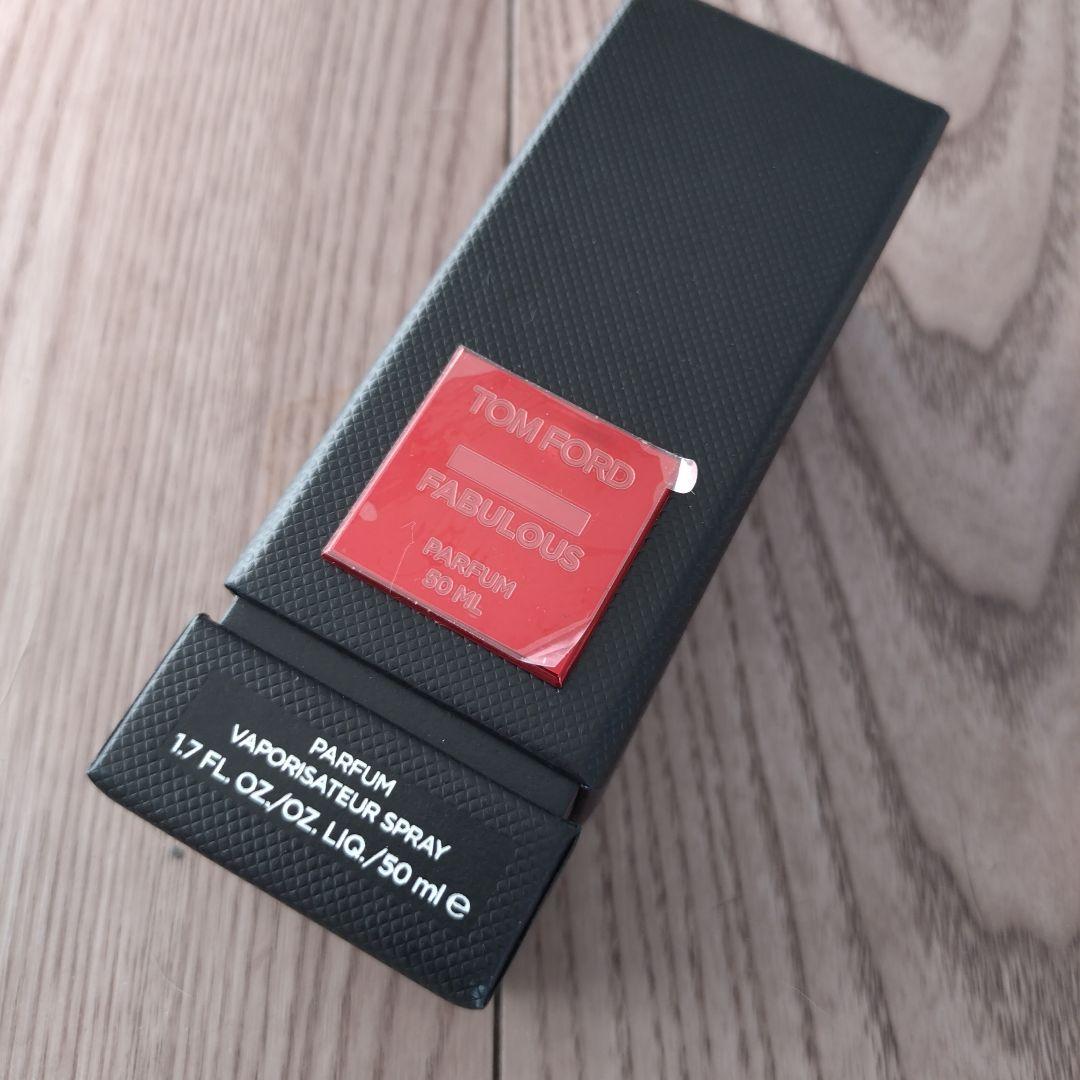 TOM FORD
FABULOUS
PARFUM
50 ML
PARFUM
VAPORISATEUR SPRAY
1.7 FL. OZ./OZ. LIQ./50 ml ℮